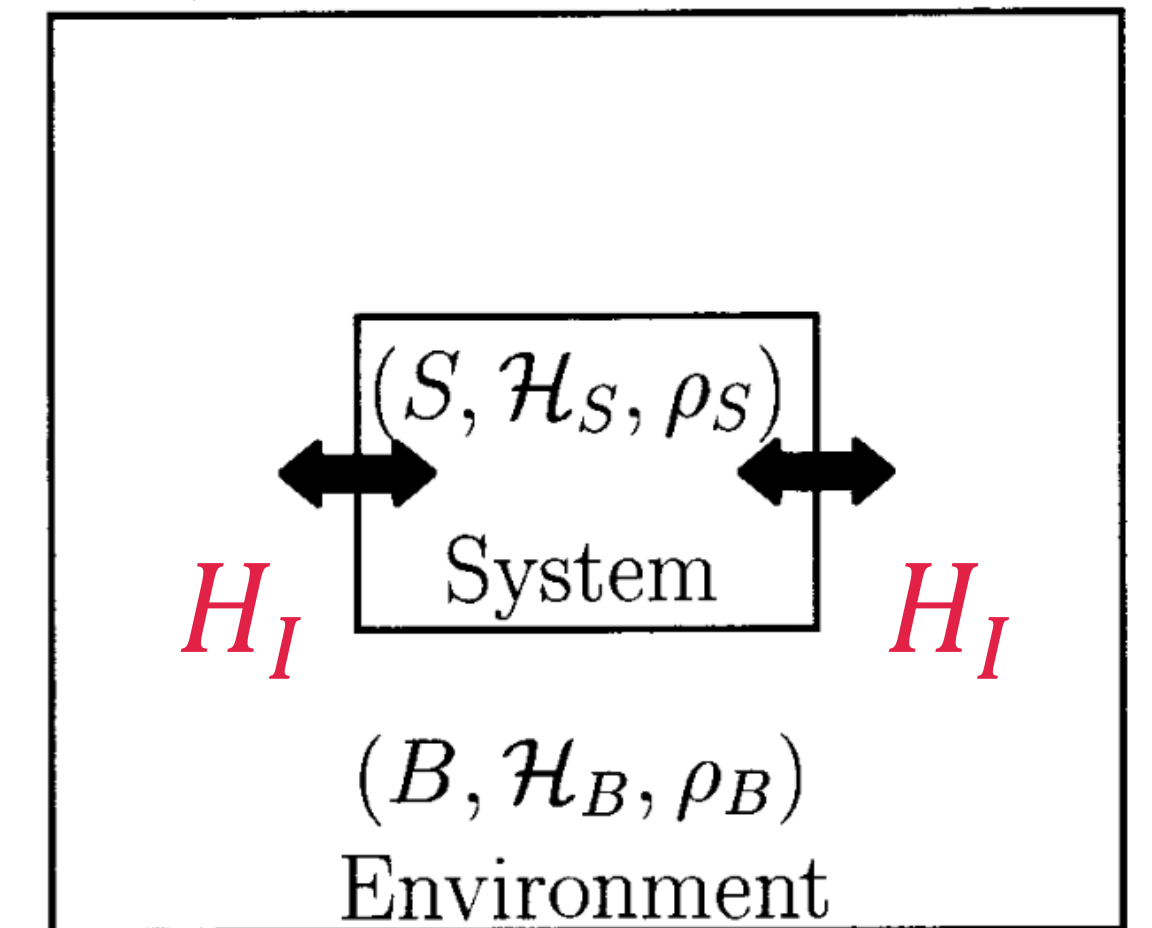 (S, ℋ_S, ρ_S)
System
H_I H_I
(B, ℋ_B, ρ_B)
Environment